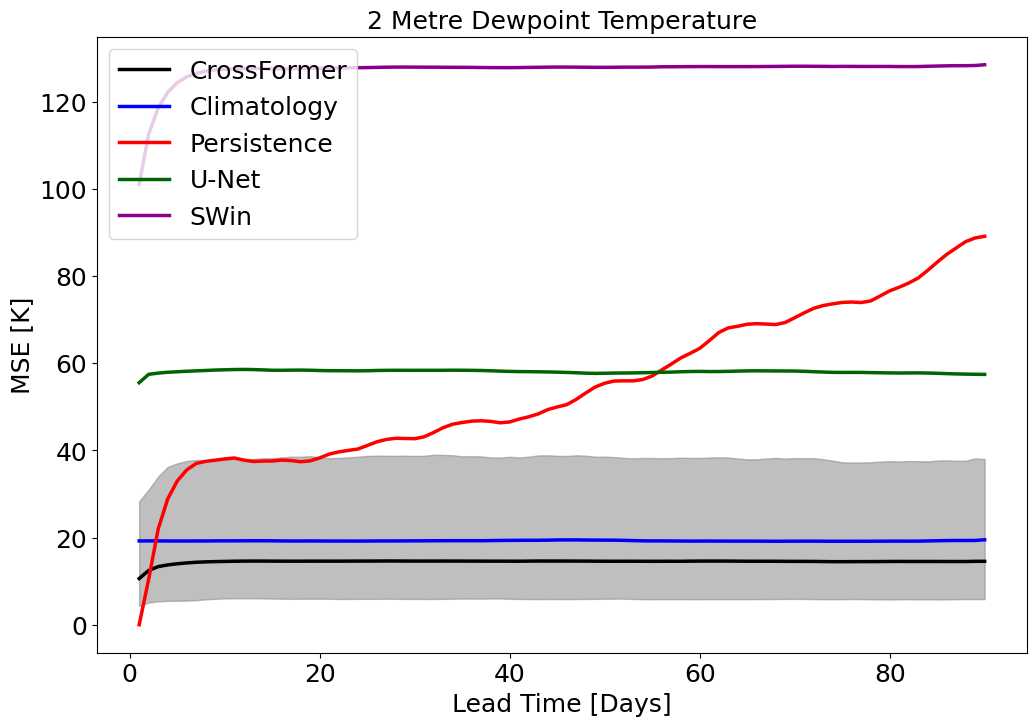 2 Metre Dewpoint Temperature
CrossFormer
Climatology
Persistence
U-Net
SWin
MSE [K]
120
100
80
60
40
20
0
0 20 40 60 80
Lead Time [Days]